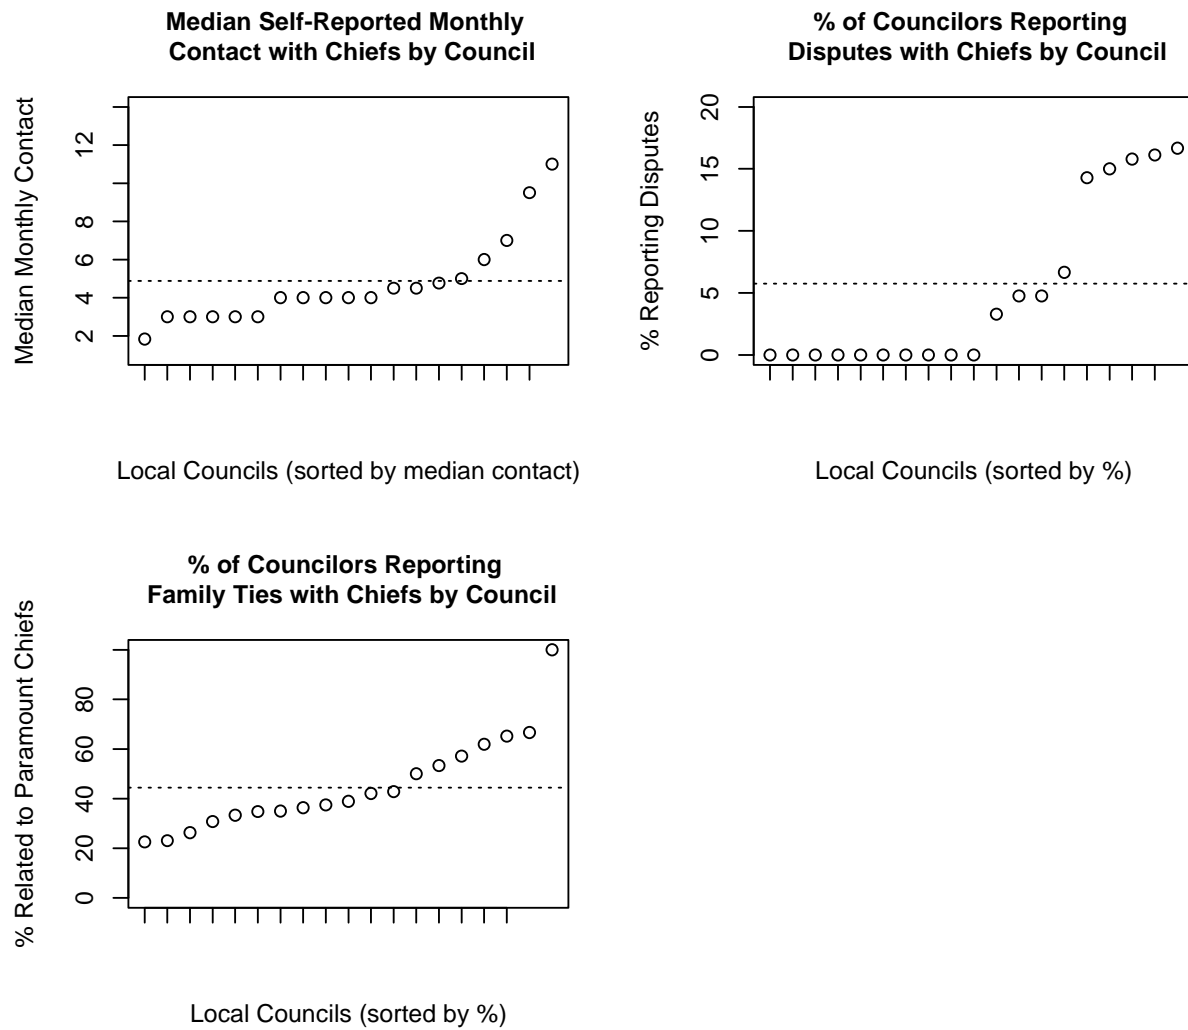 Median Self-Reported Monthly
Contact with Chiefs by Council
Median Monthly Contact
2
4
6
8
12
Local Councils (sorted by median contact)
% of Councilors Reporting
Disputes with Chiefs by Council
% Reporting Disputes
0
5
10
15
20
Local Councils (sorted by %)
% of Councilors Reporting
Family Ties with Chiefs by Council
% Related to Paramount Chiefs
0
20
40
60
80
Local Councils (sorted by %)